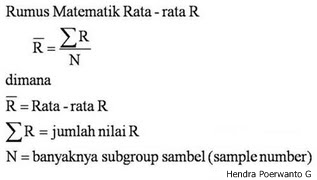 Rumus Matematik Rata - rata R
R̅ = ∑R / N
dimana
R̅ = Rata - rata R
∑R = jumlah nilai R
N = banyaknya subgroup sambel (sample number)
Hendra Poerwanto G